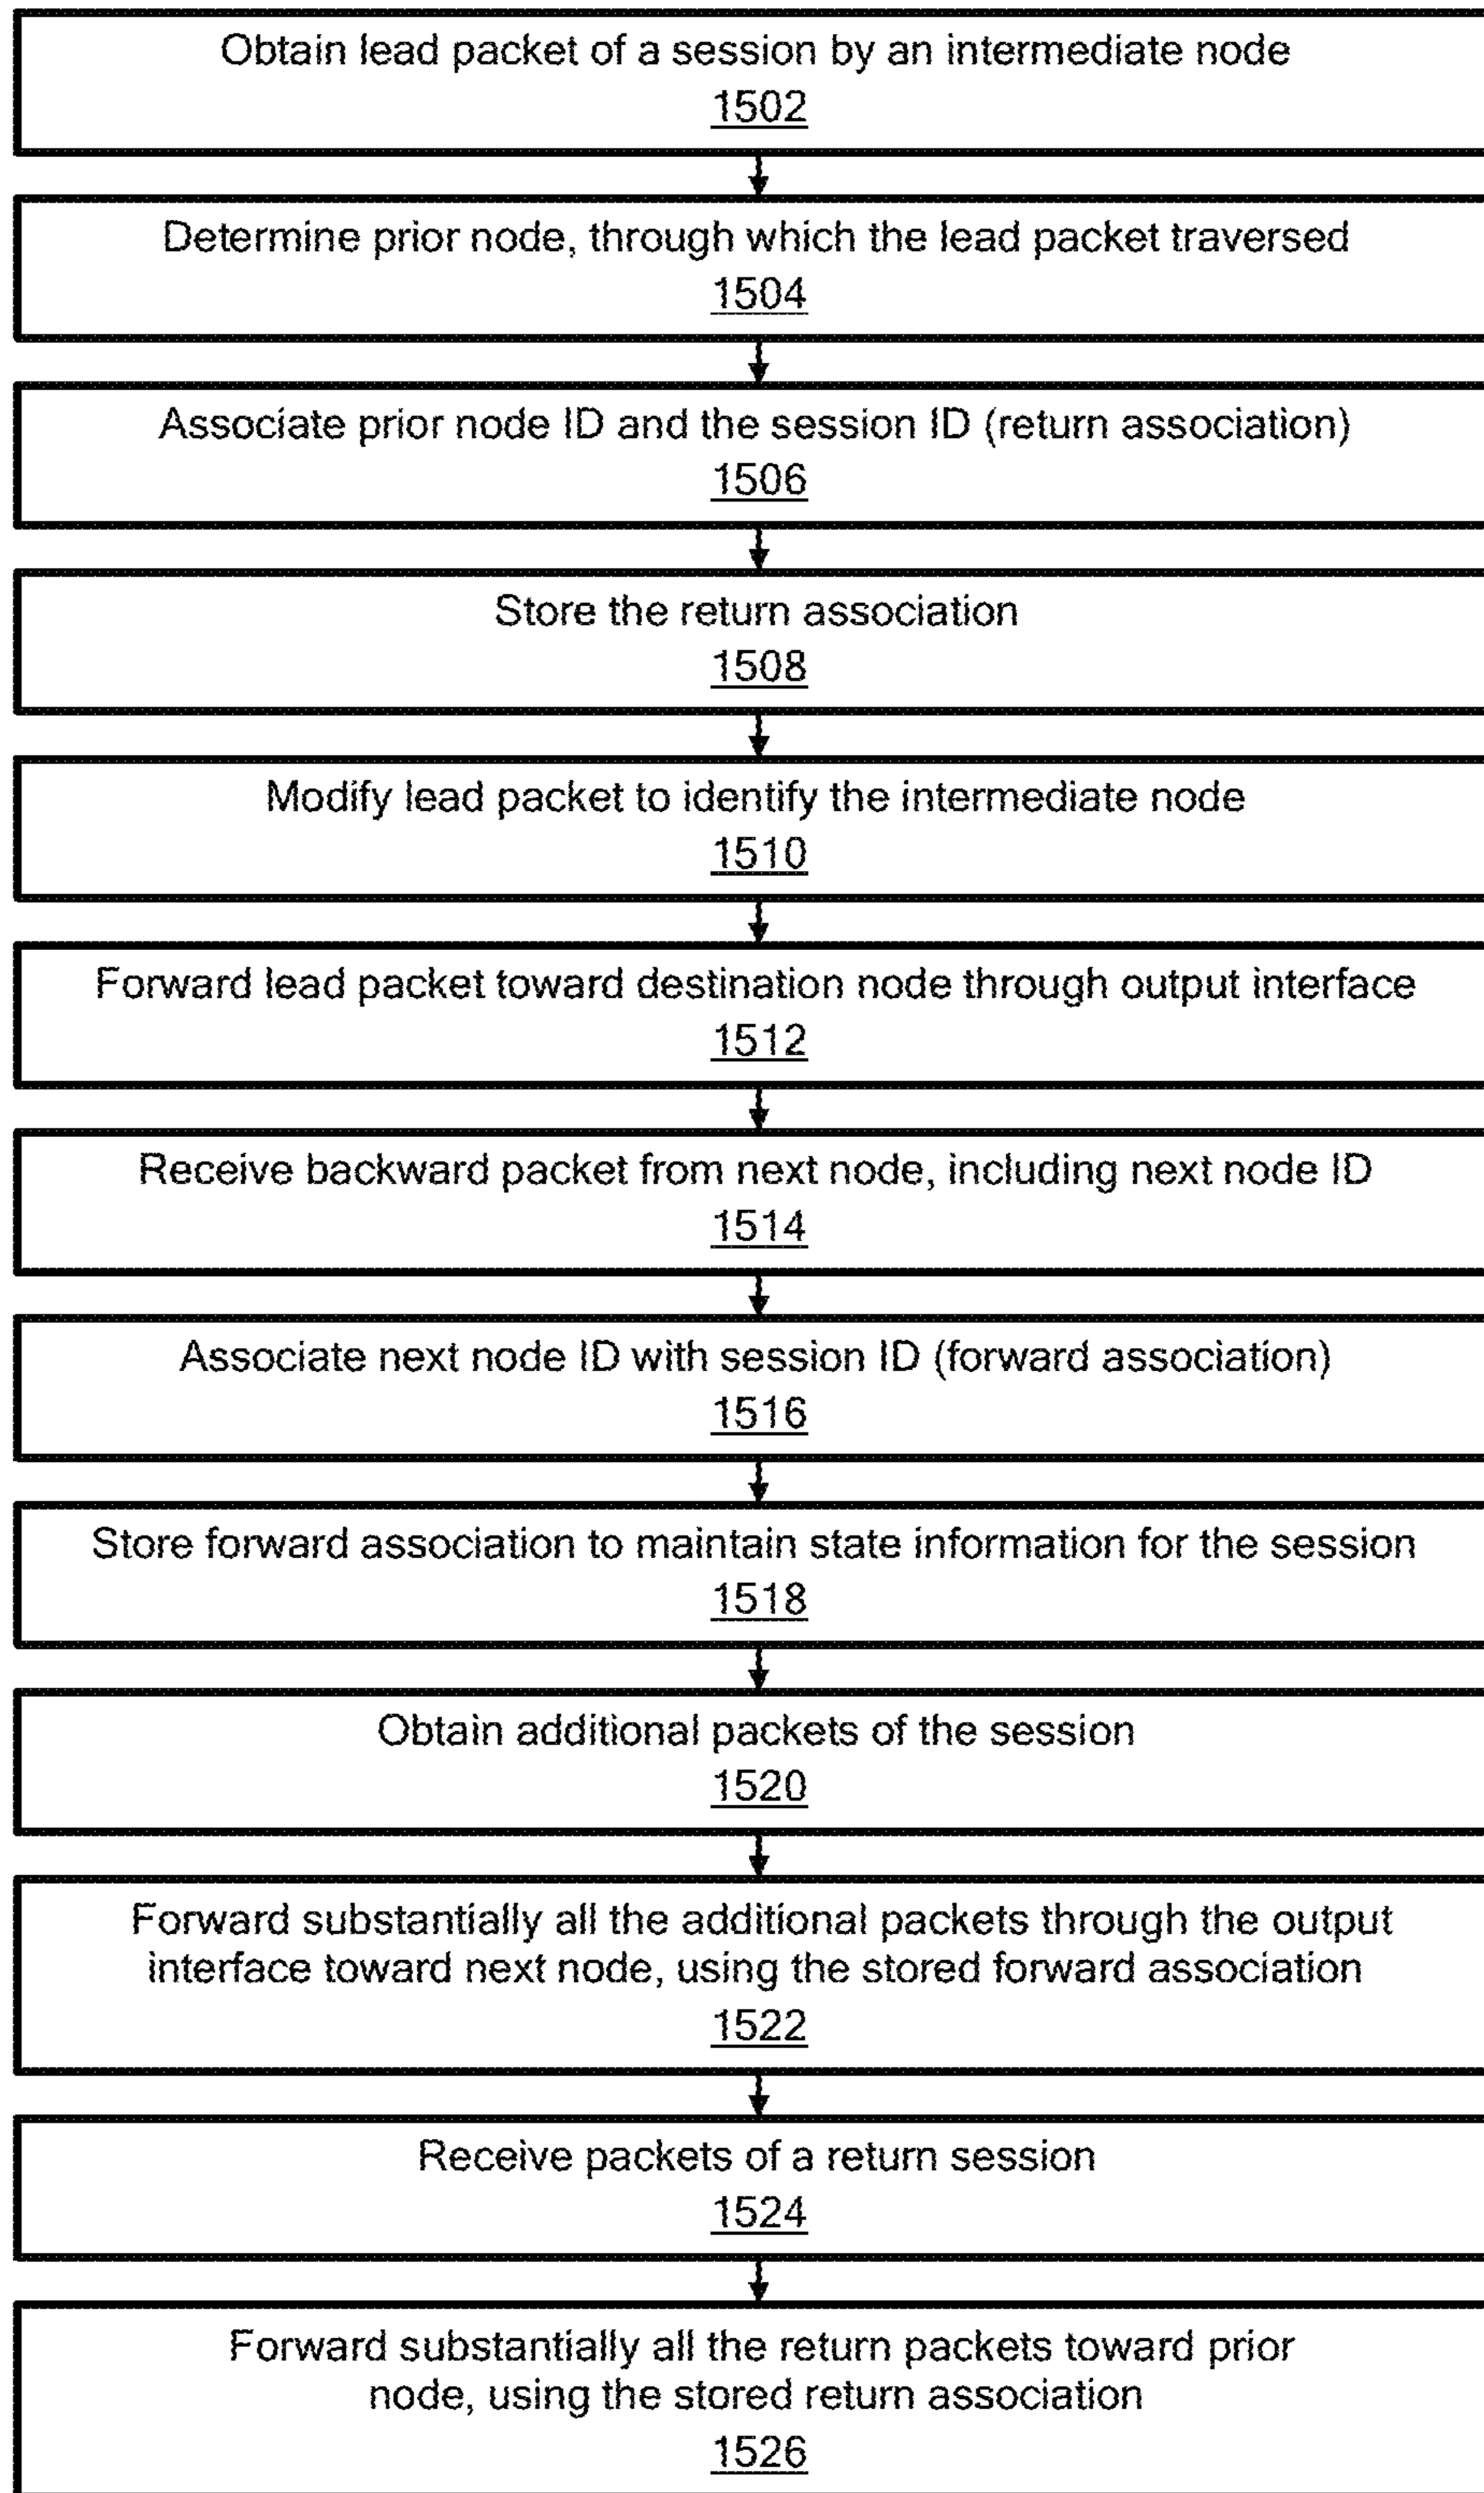 Obtain lead packet of a session by an intermediate node
1502
Determine prior node, through which the lead packet traversed
1504
Associate prior node ID and the session ID (return association)
1506
Store the return association
1508
Modify lead packet to identify the intermediate node
1510
Forward lead packet toward destination node through output interface
1512
Receive backward packet from next node, including next node ID
1514
Associate next node ID with session ID (forward association)
1516
Store forward association to maintain state information for the session
1518
Obtain additional packets of the session
1520
Forward substantially all the additional packets through the output
interface toward next node, using the stored forward association
1522
Receive packets of a return session
1524
Forward substantially all the return packets toward prior
node, using the stored return association
1526